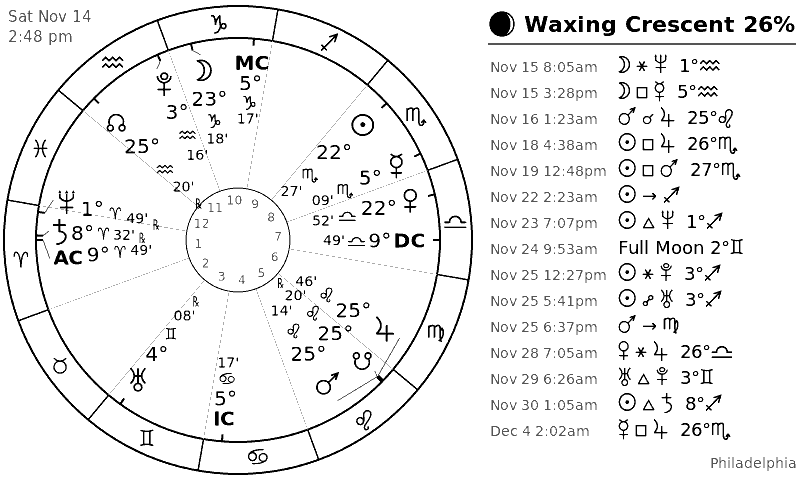 Sat Nov 14
2:48 pm
Waxing Crescent 26%
Nov 15 8:05am ☽ ⚹ ♆ 1°♒
Nov 15 3:28pm ☽ □ ☿ 5°♒
Nov 16 1:23am ♂ ☌ ♃ 25°♌
Nov 18 4:38am ☉ □ ♃ 26°♏
Nov 19 12:48pm ☉ □ ♂ 27°♏
Nov 22 2:23am ☉ → ♐
Nov 23 7:07pm ☉ △ ♆ 1°♐
Nov 24 9:53am Full Moon 2°♊
Nov 25 12:27pm ☉ ⚹ ⯓ 3°♐
Nov 25 5:41pm ☉ ☍ ♅ 3°♐
Nov 25 6:37pm ♂ → ♍
Nov 28 7:05am ♀ ⚹ ♃ 26°♎
Nov 29 6:26am ♅ △ ⯓ 3°♊
Nov 30 1:05am ☉ △ ♄ 8°♐
Dec 4 2:02am ☿ □ ♃ 26°♏
Philadelphia
♑
♐
♏
♎
♍
♌
♋
♊
♉
♈
♓
♒
MC
5°
♑
17'
☽
23°
♑
18'
⯓
3°
♒
16'
☊
25°
♒
20'
℞
♆ 1° ♈ 49' ℞
♄ 8° ♈ 32' ℞
AC 9° ♈ 49'
♅
4°
♊
08'
℞
17'
♋
5°
IC
♂
25°
♌
14'
☋
25°
♌
20'
℞
♃
25°
♌
46'
49' ♎ 9° DC
52' ♎ 22° ♀
09' ♏ 5° ☿
☉
22°
♏
27'
1
2
3
4
5
6
7
8
9
10
11
12